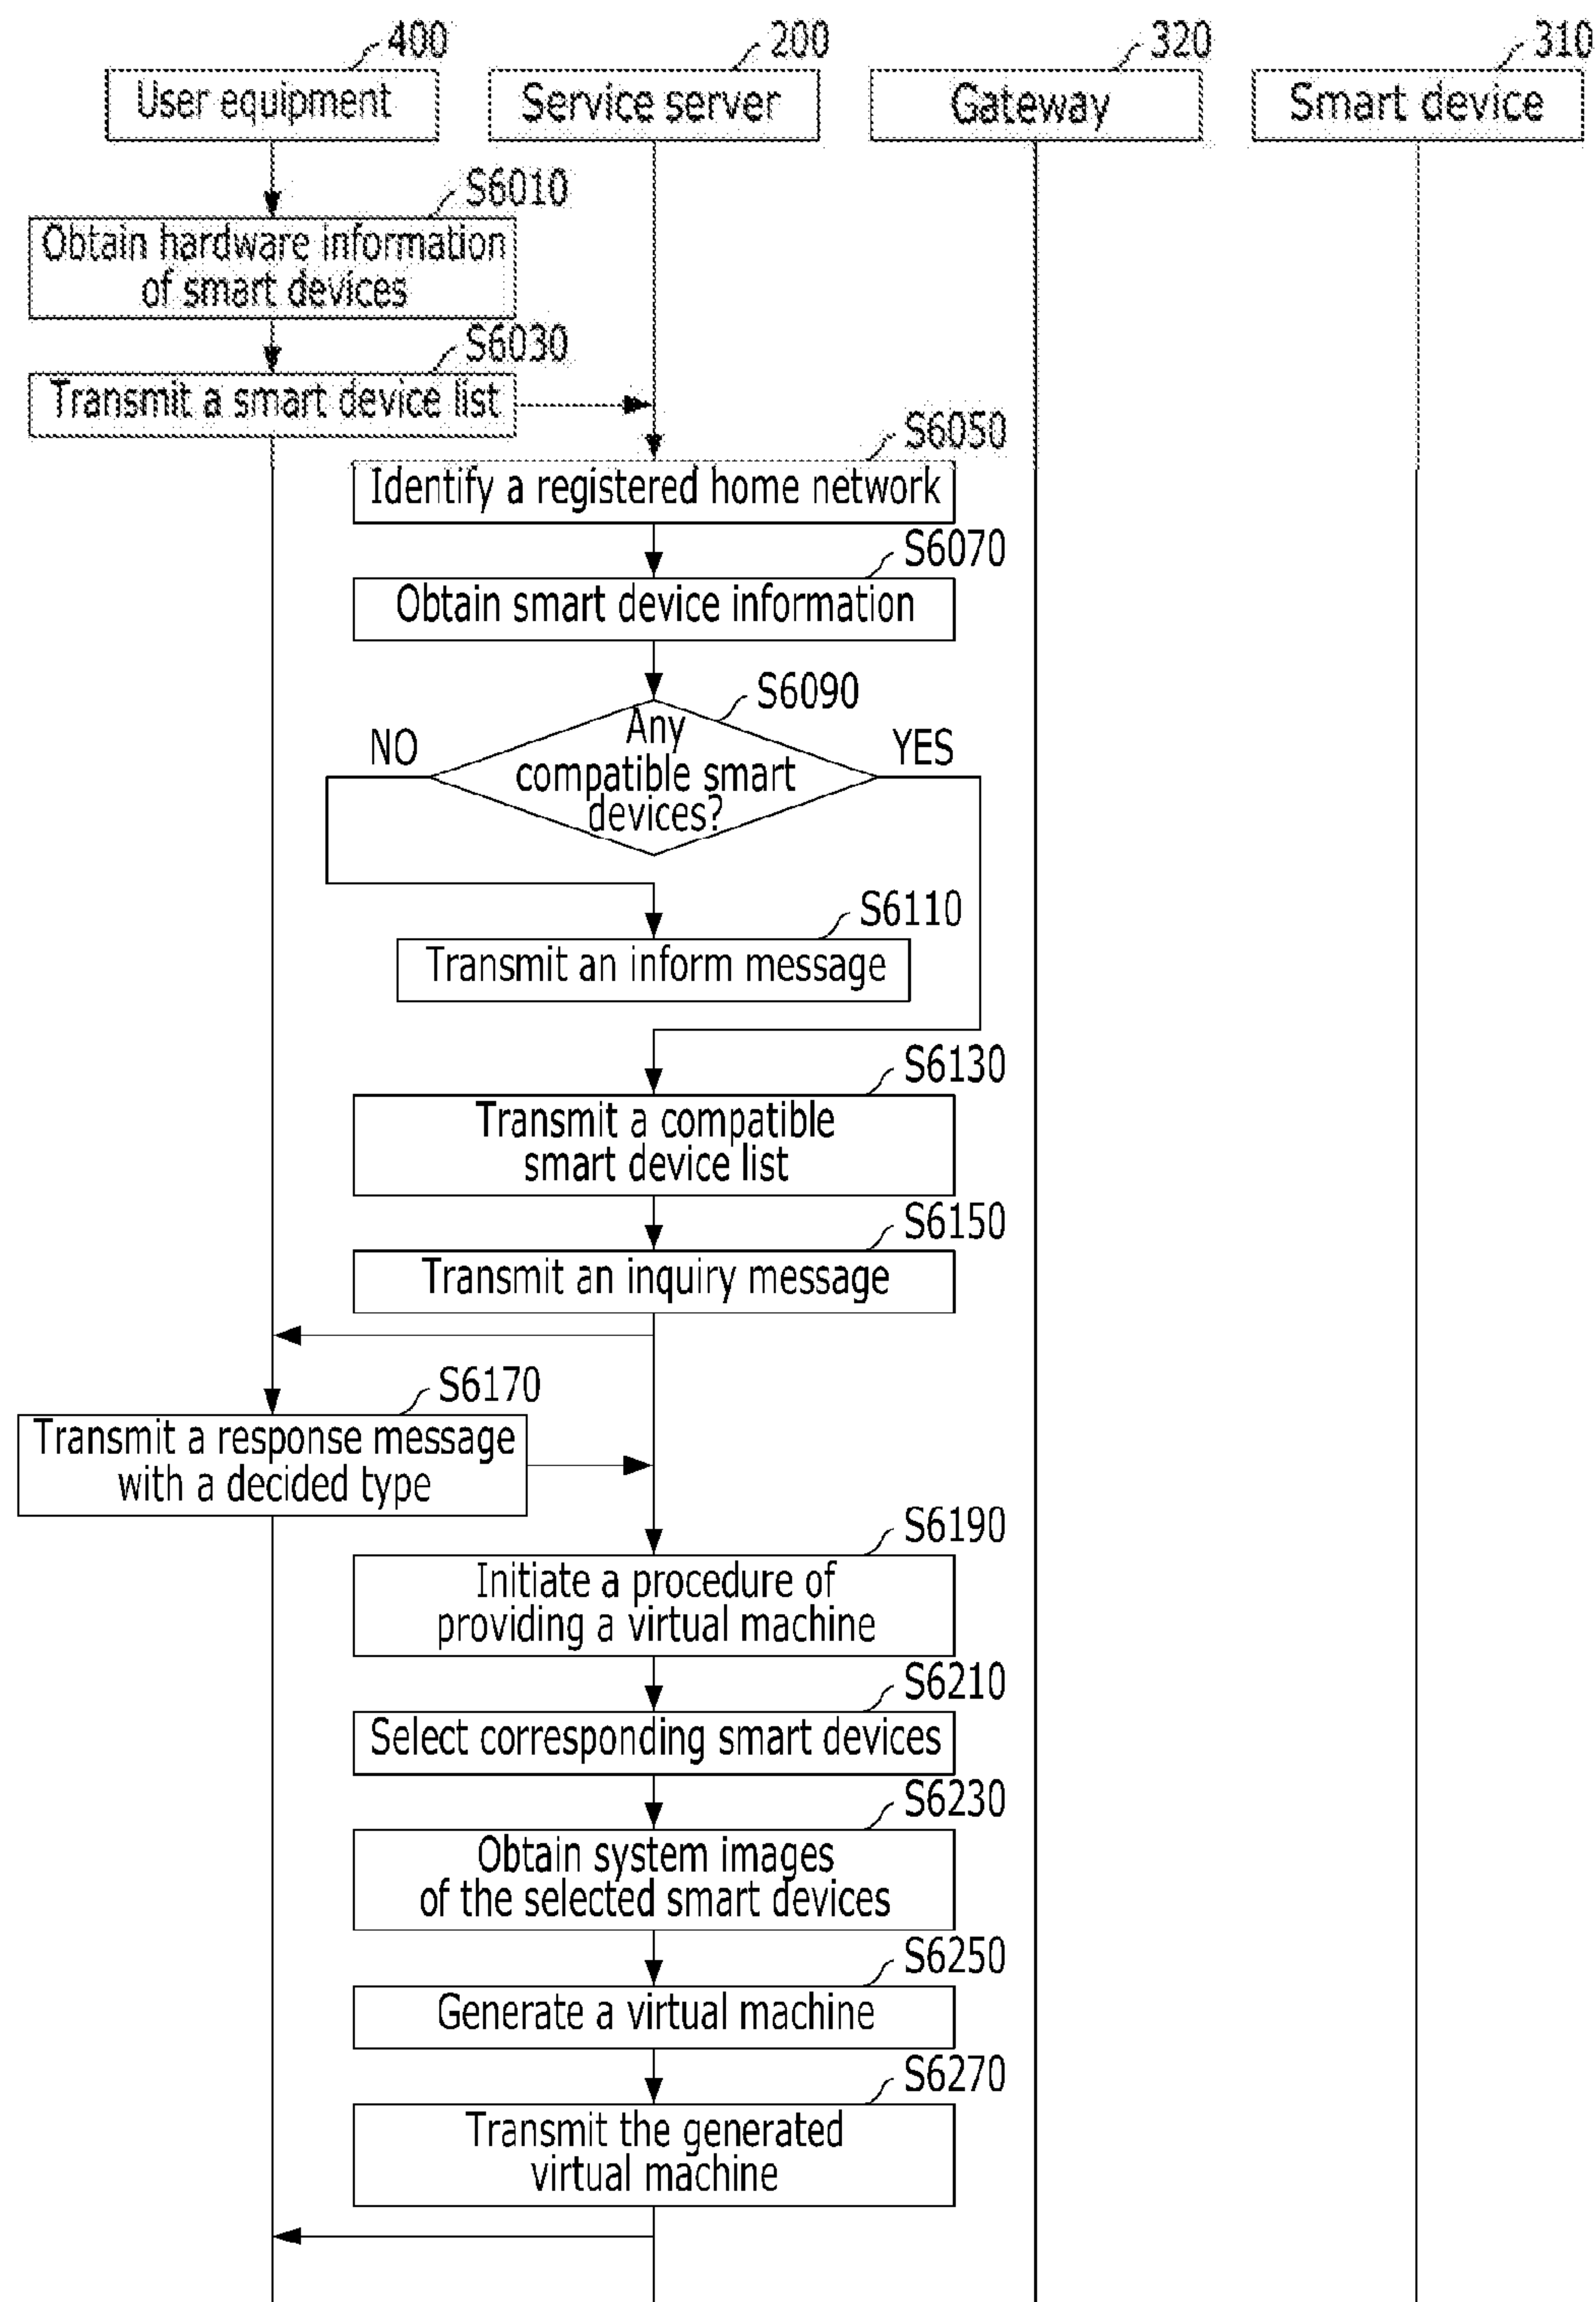 400
200
320
310
User equipment
Service server
Gateway
Smart device
S6010
Obtain hardware information
of smart devices
S6030
Transmit a smart device list
S6050
Identify a registered home network
S6070
Obtain smart device information
S6090
NO
Any
compatible smart
devices?
YES
S6110
Transmit an inform message
S6130
Transmit a compatible
smart device list
S6150
Transmit an inquiry message
S6170
Transmit a response message
with a decided type
S6190
Initiate a procedure of
providing a virtual machine
S6210
Select corresponding smart devices
S6230
Obtain system images
of the selected smart devices
S6250
Generate a virtual machine
S6270
Transmit the generated
virtual machine